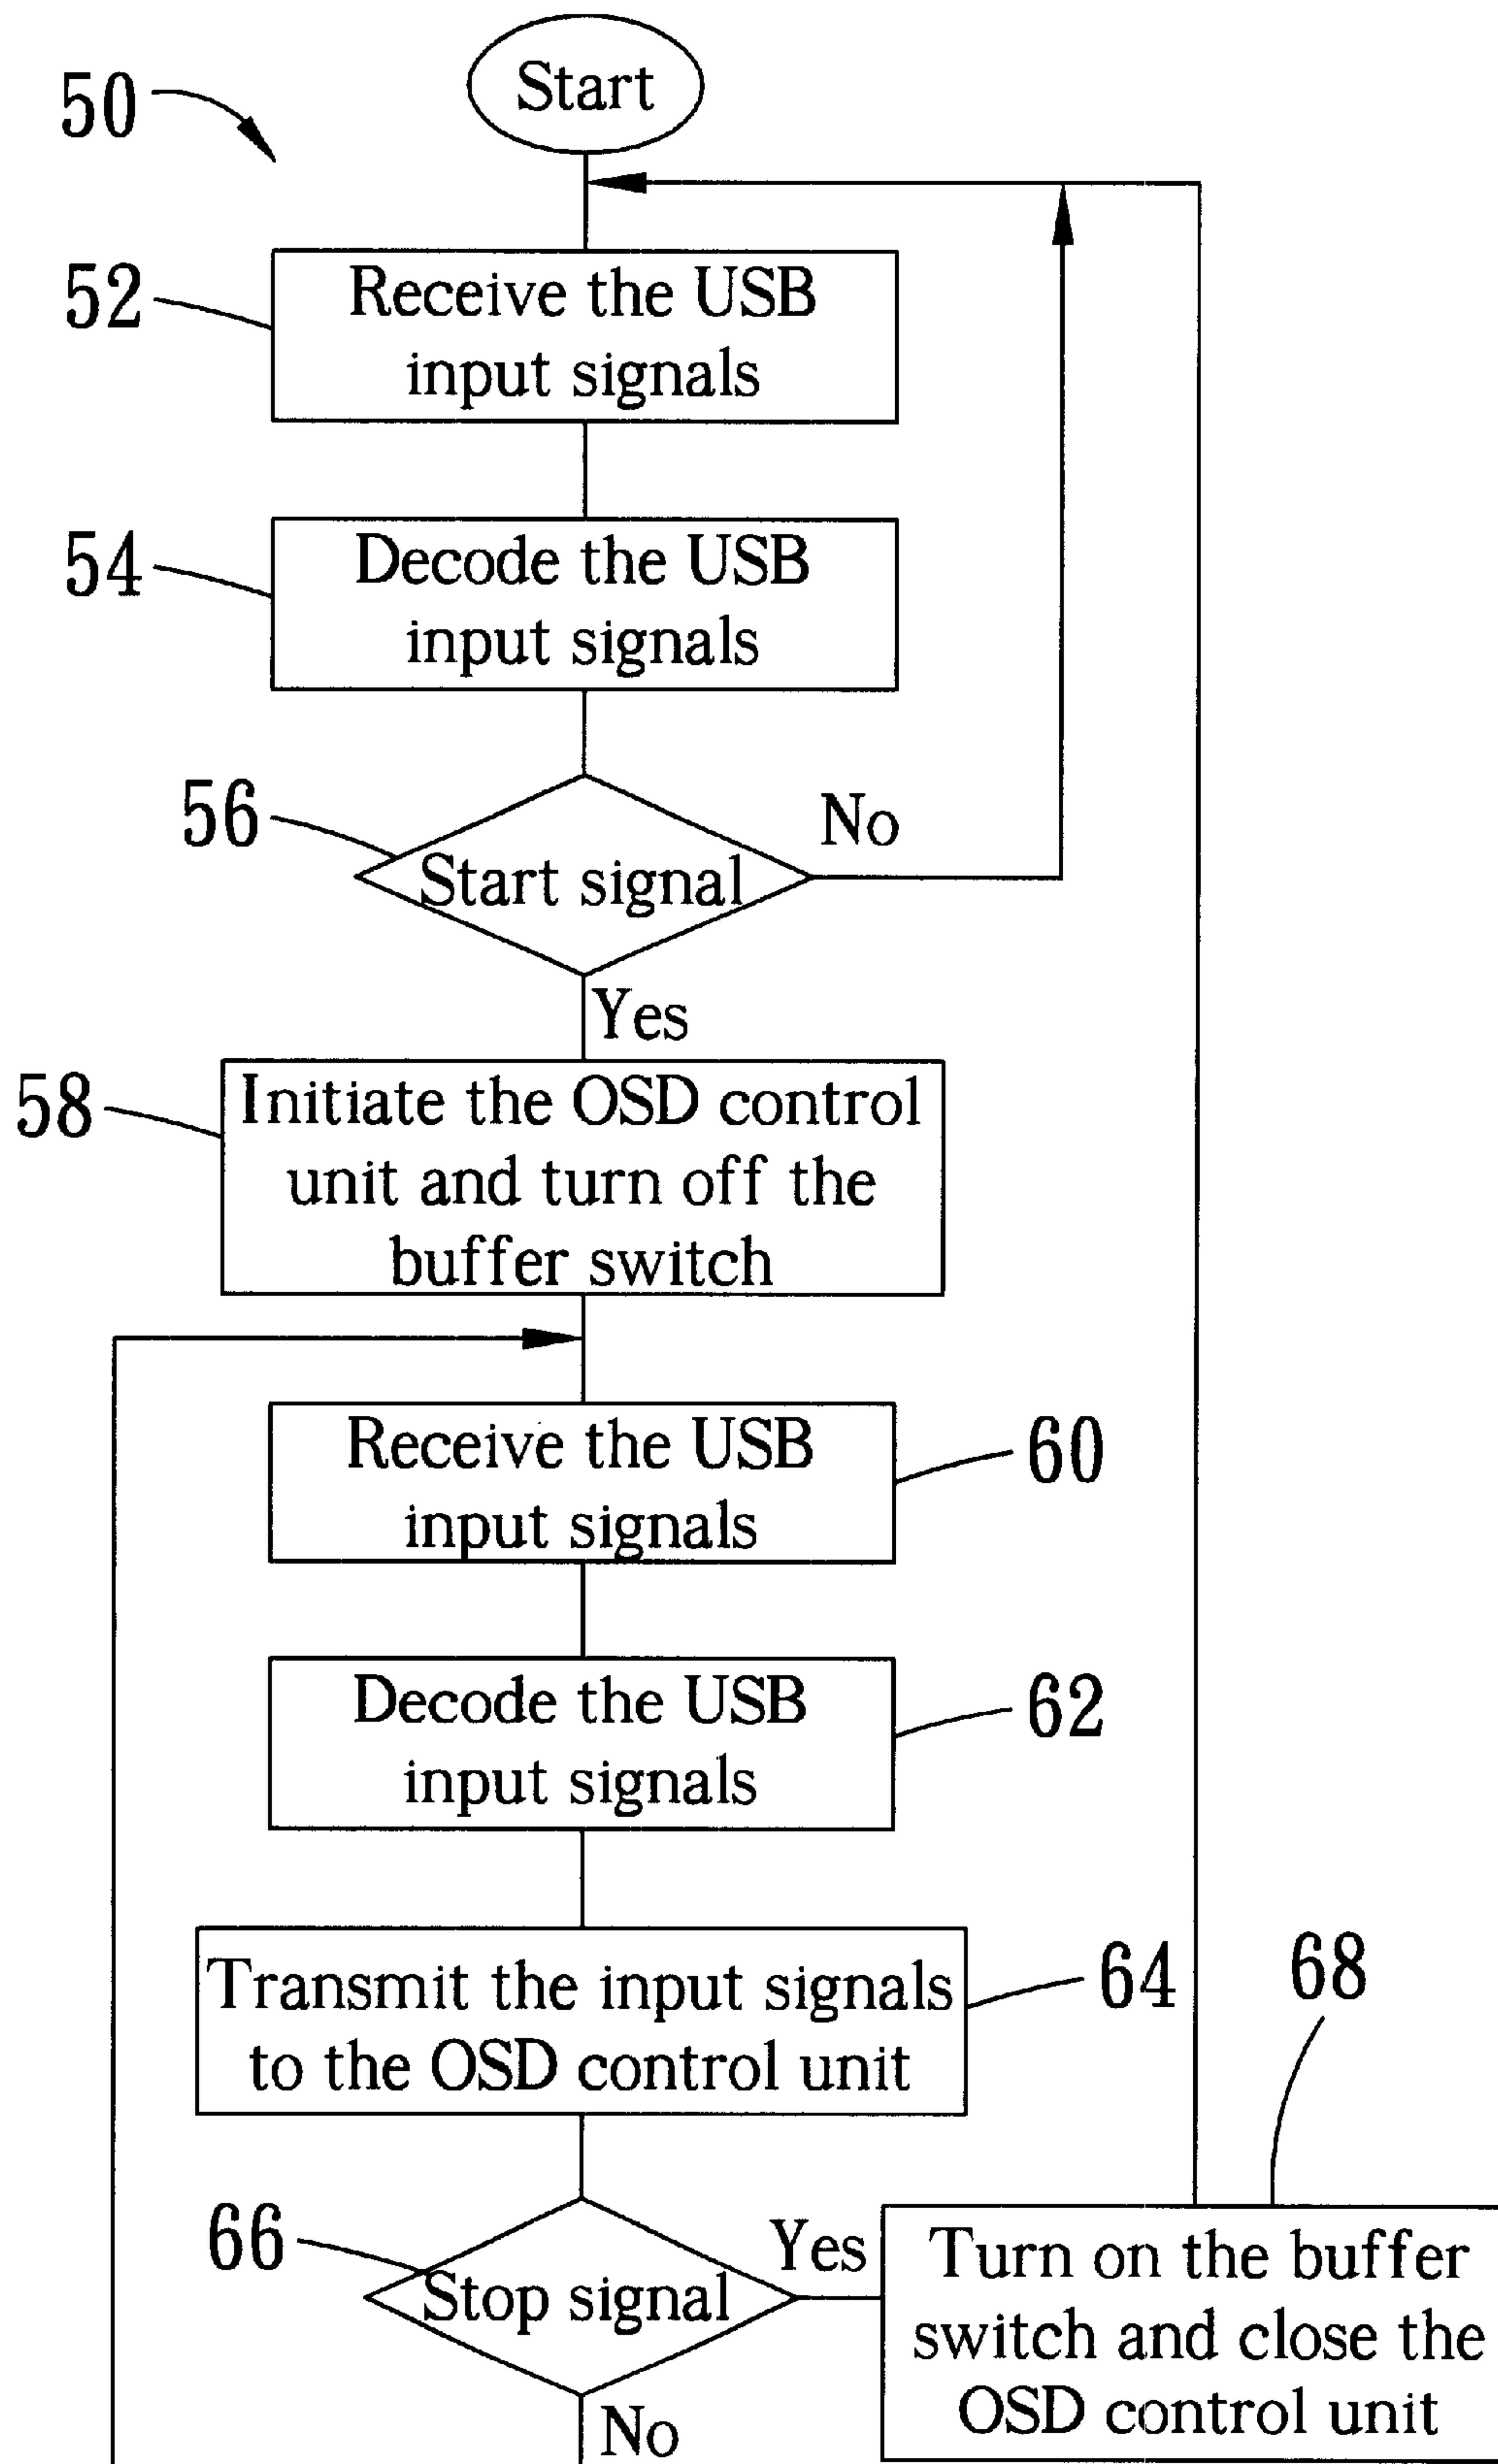 Start
50
52
Receive the USB
input signals
54
Decode the USB
input signals
56
Start signal
No
Yes
58
Initiate the OSD control
unit and turn off the
buffer switch
Receive the USB
input signals
60
Decode the USB
input signals
62
Transmit the input signals
to the OSD control unit
64
68
66
Stop signal
Yes
Turn on the buffer
switch and close the
OSD control unit
No